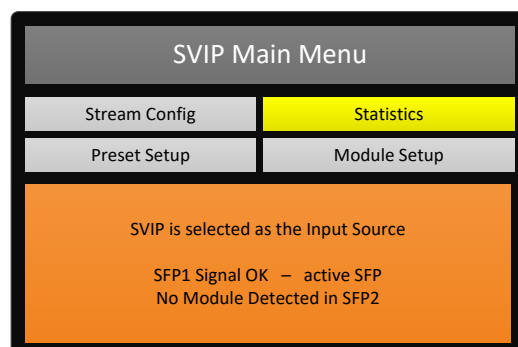 SVIP Main Menu
Stream Config
Statistics
Preset Setup
Module Setup
SVIP is selected as the Input Source
SFP1 Signal OK – active SFP
No Module Detected in SFP2